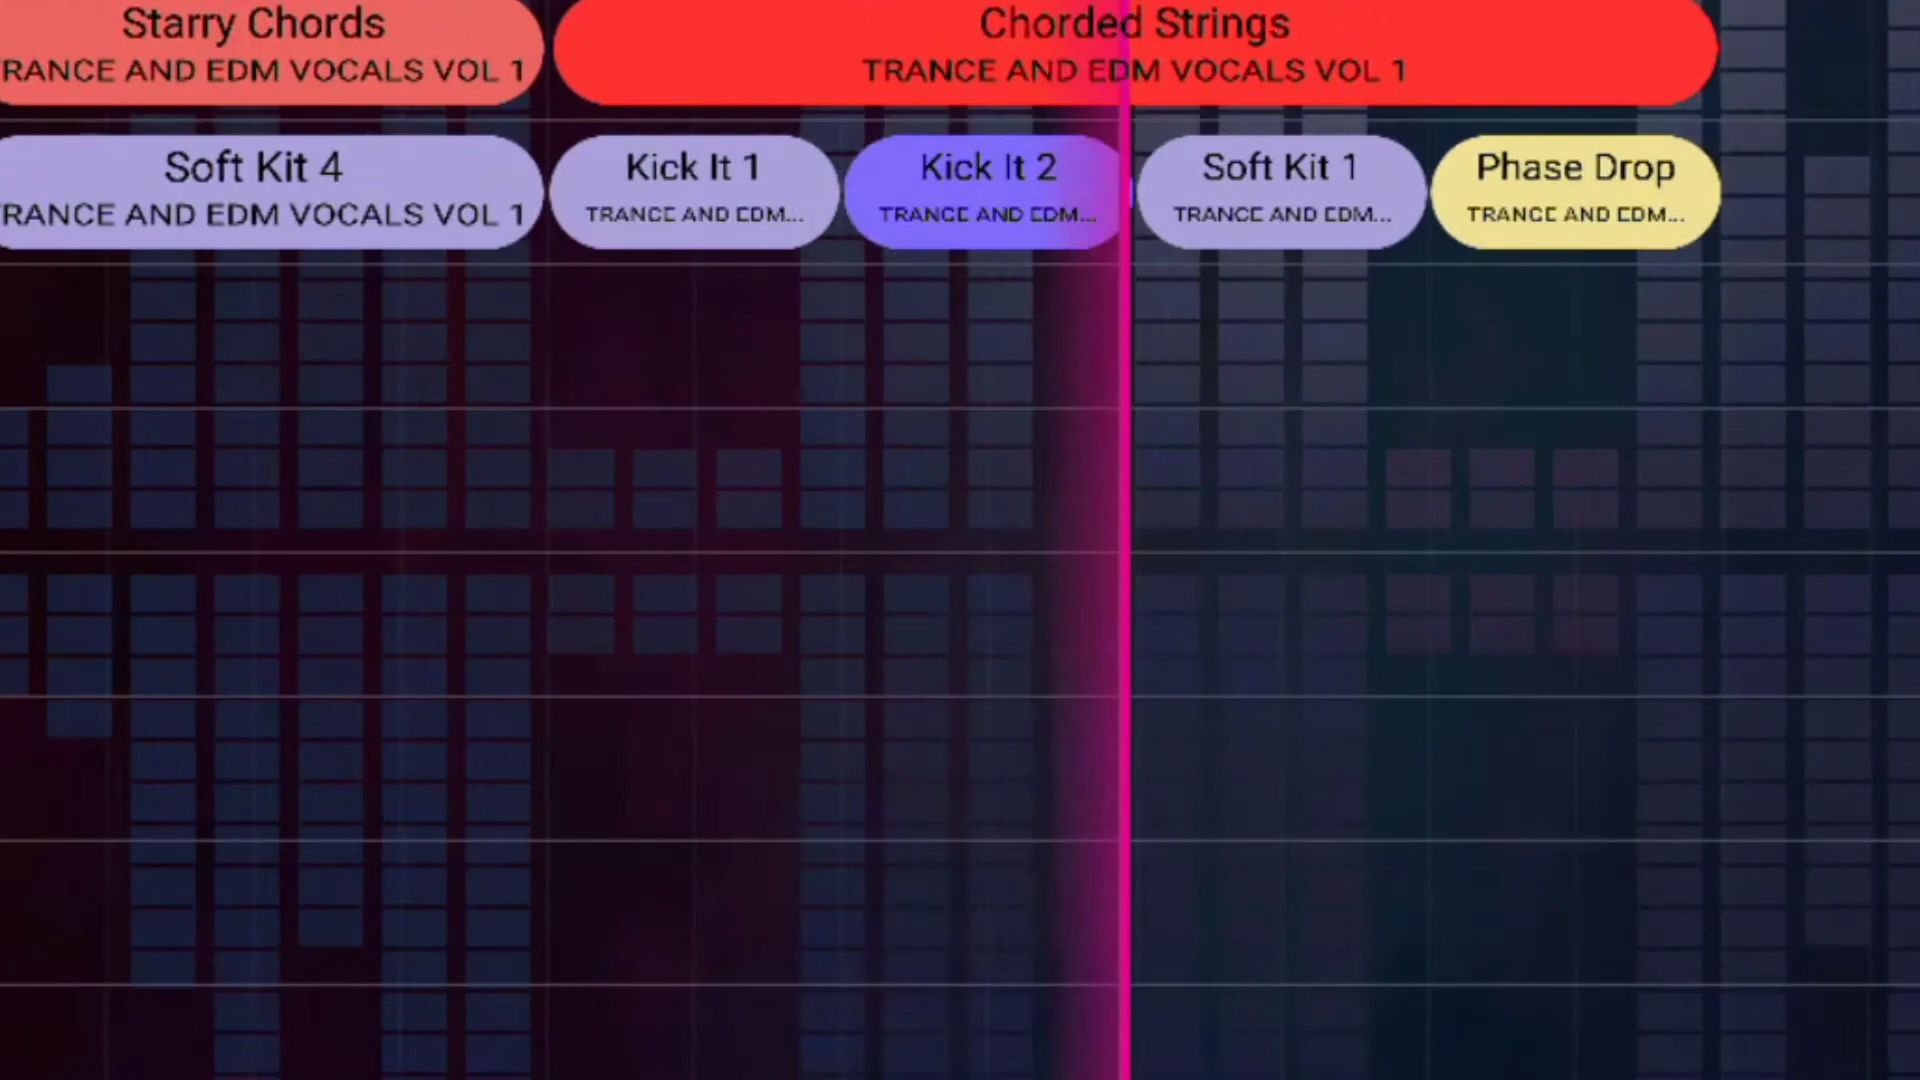 Starry Chords
RANCE AND EDM VOCALS VOL 1
Chorded Strings
TRANCE AND EDM VOCALS VOL 1
Soft Kit 4
RANCE AND EDM VOCALS VOL 1
Kick It 1
TRANCE AND EDM...
Kick It 2
TRANCE AND EDM...
Soft Kit 1
TRANCE AND EDM...
Phase Drop
TRANCE AND EDM...